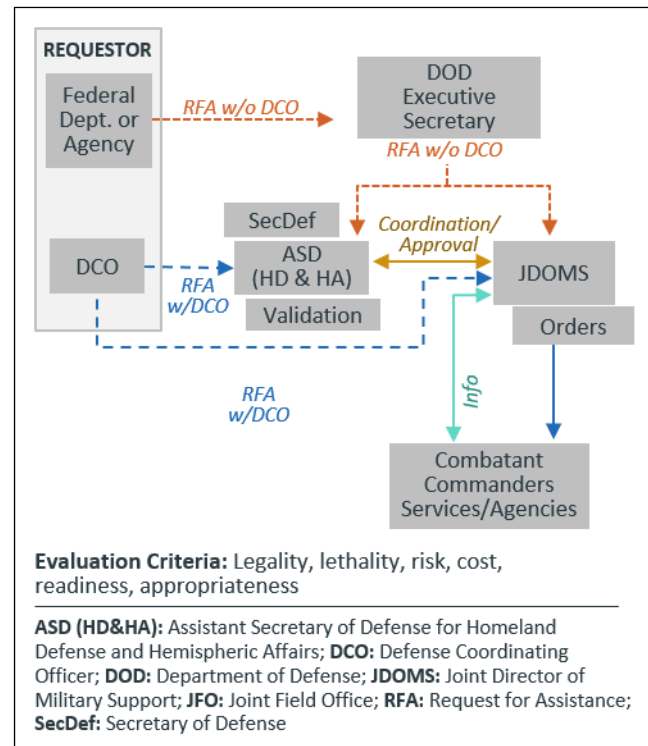 REQUESTOR
Federal
Dept. or
Agency
RFA w/o DCO
DOD
Executive
Secretary
RFA w/o DCO
SecDef
Coordination/
Approval
DCO
RFA
w/DCO
ASD
(HD & HA)
Validation
JDOMS
Orders
RFA
w/DCO
Info
Combatant
Commanders
Services/Agencies
Evaluation Criteria: Legality, lethality, risk, cost,
readiness, appropriateness
ASD (HD&HA): Assistant Secretary of Defense for Homeland
Defense and Hemispheric Affairs; DCO: Defense Coordinating
Officer; DOD: Department of Defense; JDOMS: Joint Director of
Military Support; JFO: Joint Field Office; RFA: Request for Assistance;
SecDef: Secretary of Defense